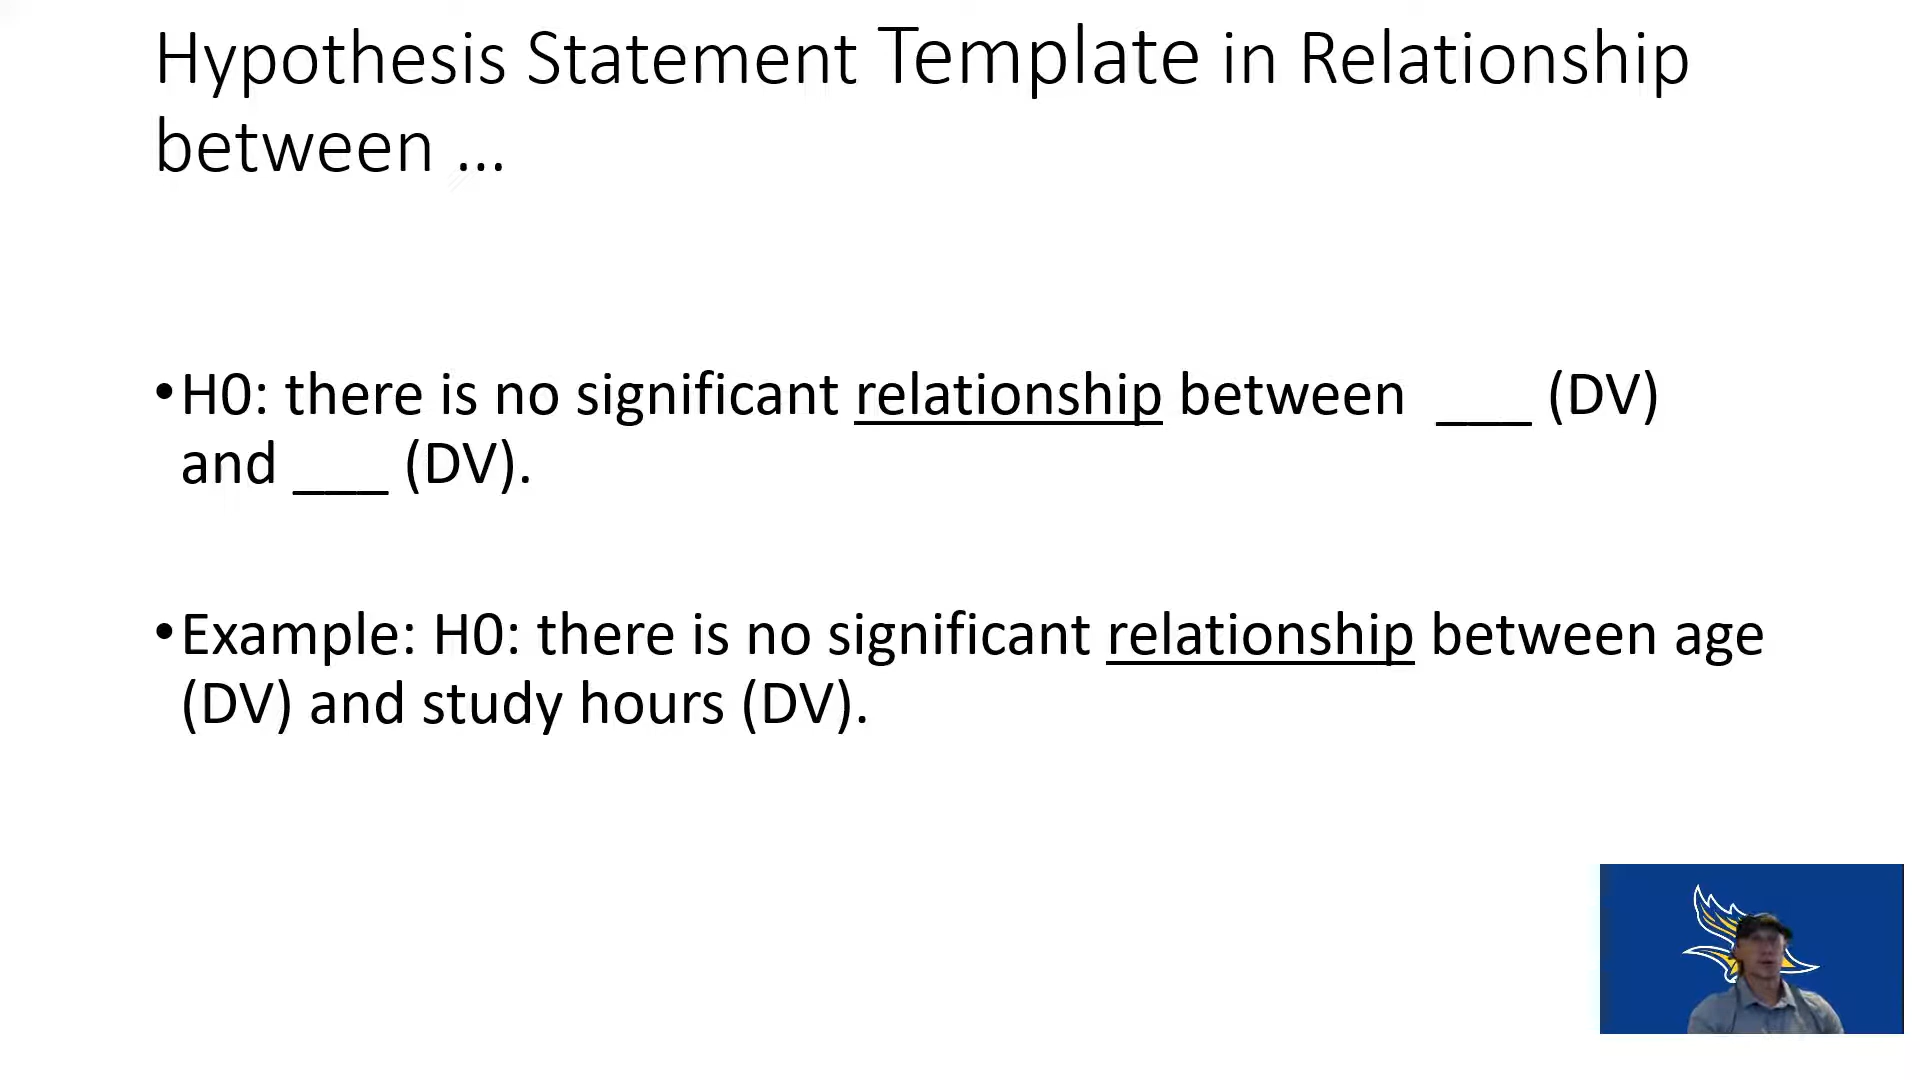 Hypothesis Statement Template in Relationship
between ...
•H0: there is no significant relationship between ___ (DV)
and ___ (DV).
•Example: H0: there is no significant relationship between age
(DV) and study hours (DV).